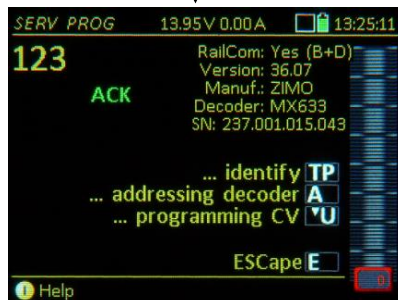 SERV PROG 13.95V 0.00A 13:25:11
123
RailCom: Yes (B+D)
Version: 36.07
Manuf.: ZIMO
ACK
Decoder: MX633
SN: 237.001.015.043
... identify TP
... addressing decoder A
... programming CV ▼U
ESCape E
0
i Help